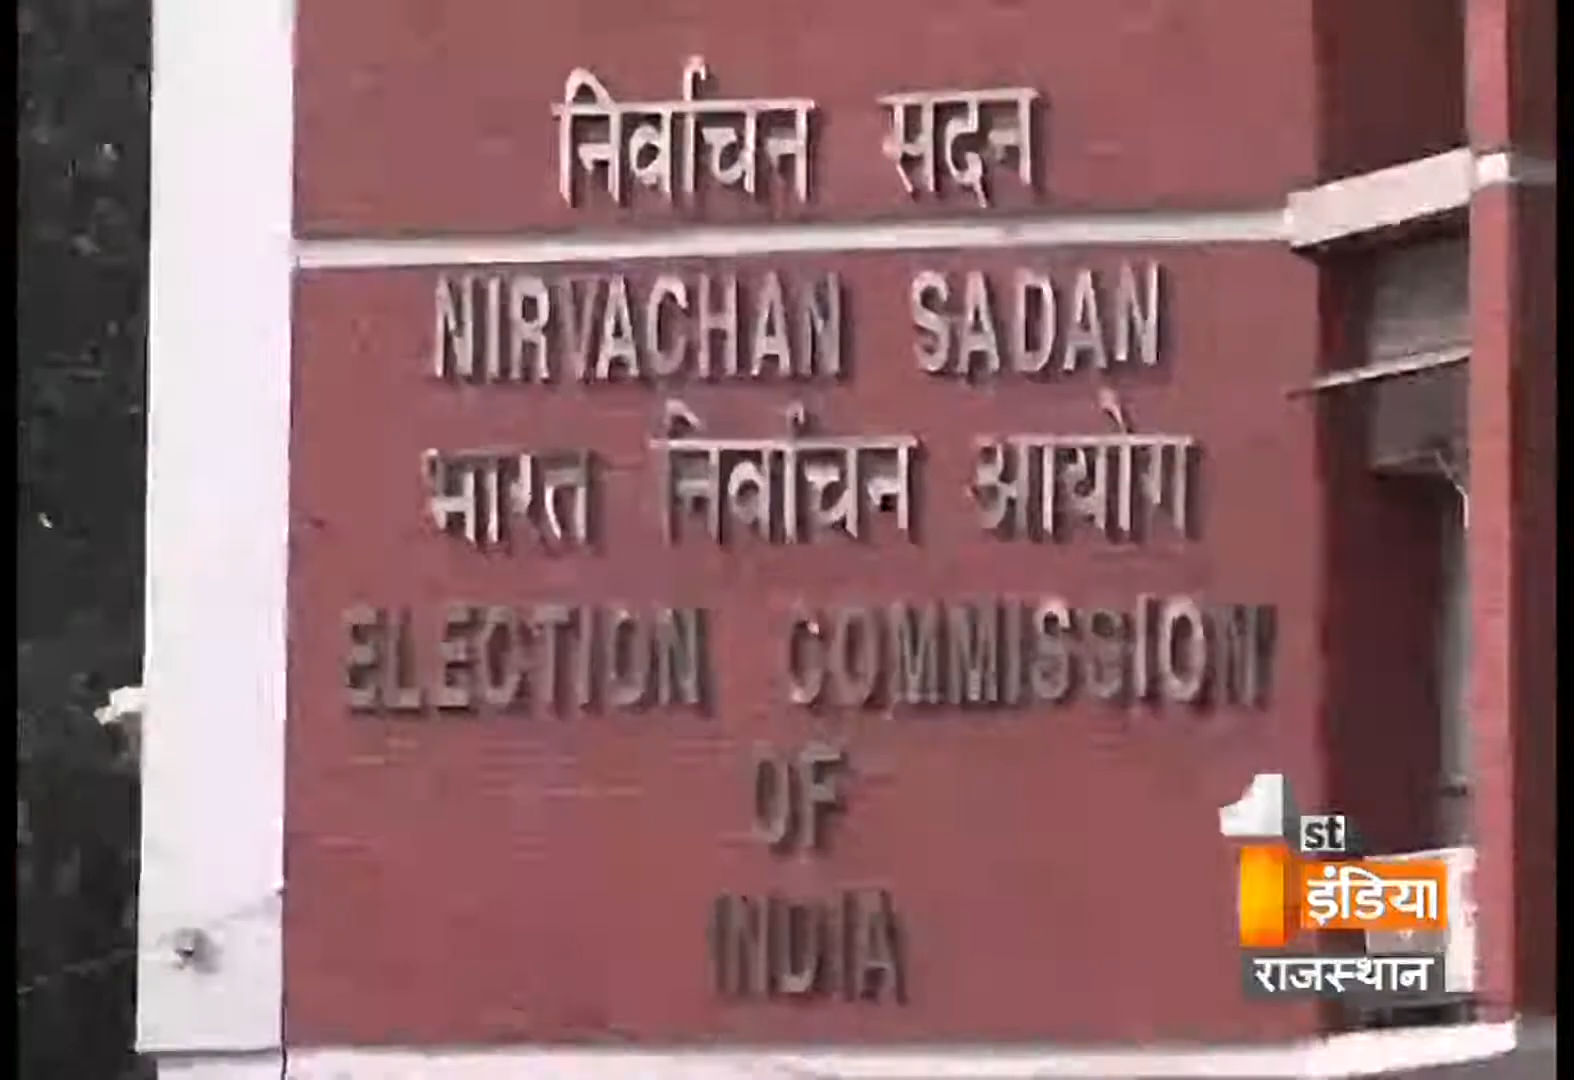 निर्वाचन सदन
NIRVACHAN SADAN
भारत निर्वाचन आयोग
ELECTION COMMISSION
OF
INDIA
1st
इंडिया
राजस्थान